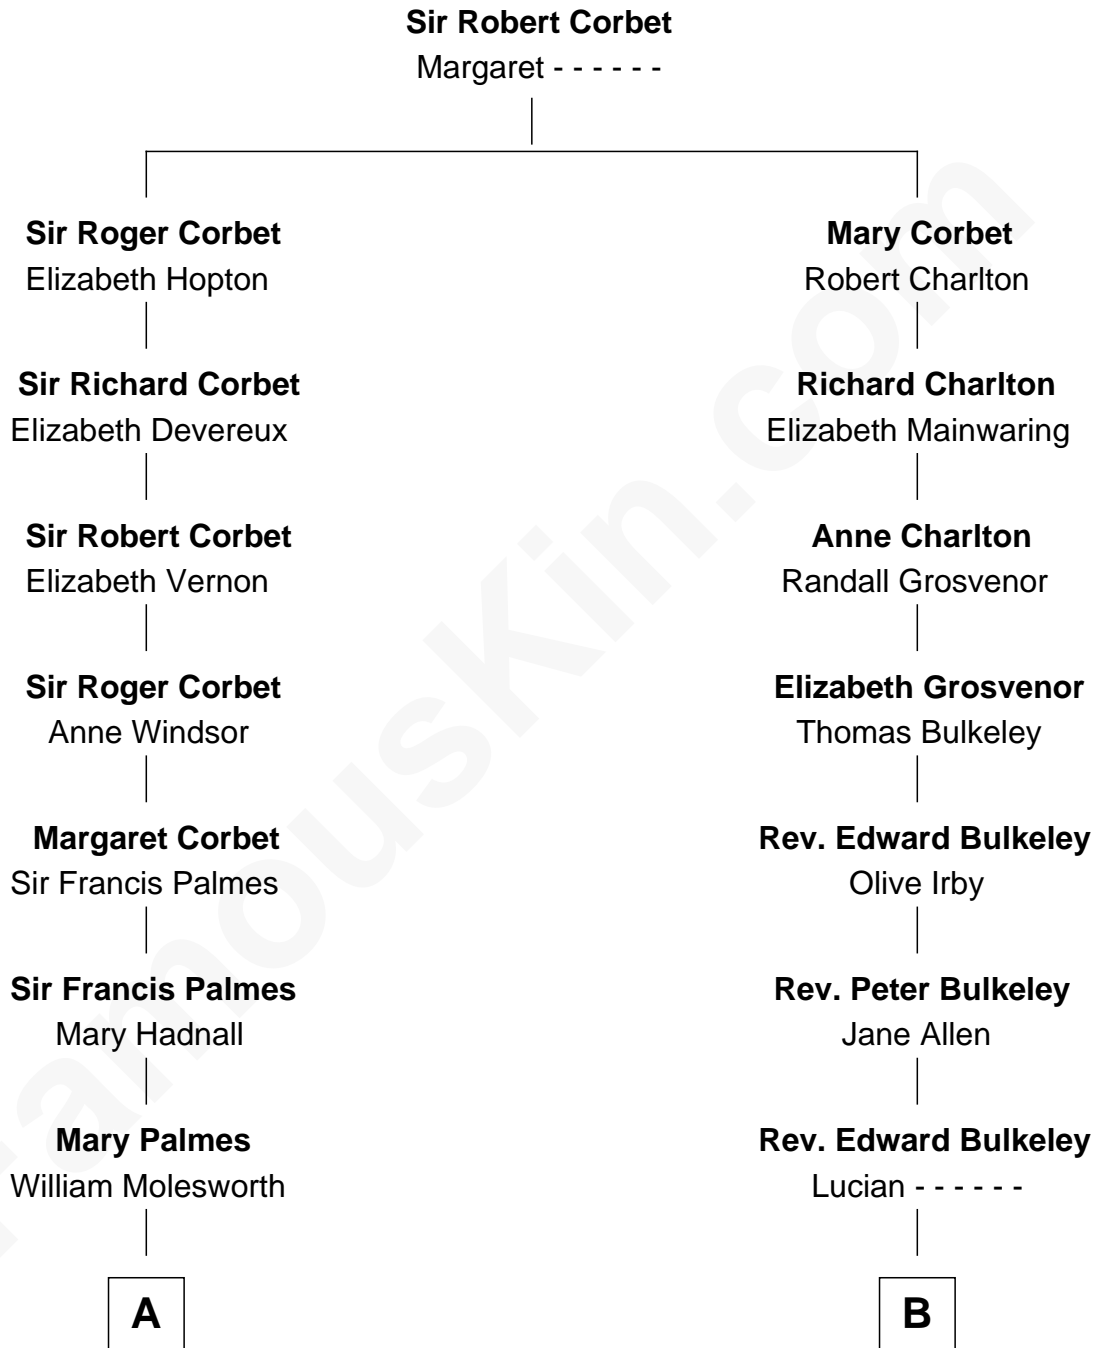 Sir Robert Corbet
Margaret - - - - - -
Sir Roger Corbet
Elizabeth Hopton
Mary Corbet
Robert Charlton
Sir Richard Corbet
Elizabeth Devereux
Richard Charlton
Elizabeth Mainwaring
Sir Robert Corbet
Elizabeth Vernon
Anne Charlton
Randall Grosvenor
Sir Roger Corbet
Anne Windsor
Elizabeth Grosvenor
Thomas Bulkeley
Margaret Corbet
Sir Francis Palmes
Rev. Edward Bulkeley
Olive Irby
Sir Francis Palmes
Mary Hadnall
Rev. Peter Bulkeley
Jane Allen
Mary Palmes
William Molesworth
Rev. Edward Bulkeley
Lucian - - - - - -
A
B
FamousKin.com